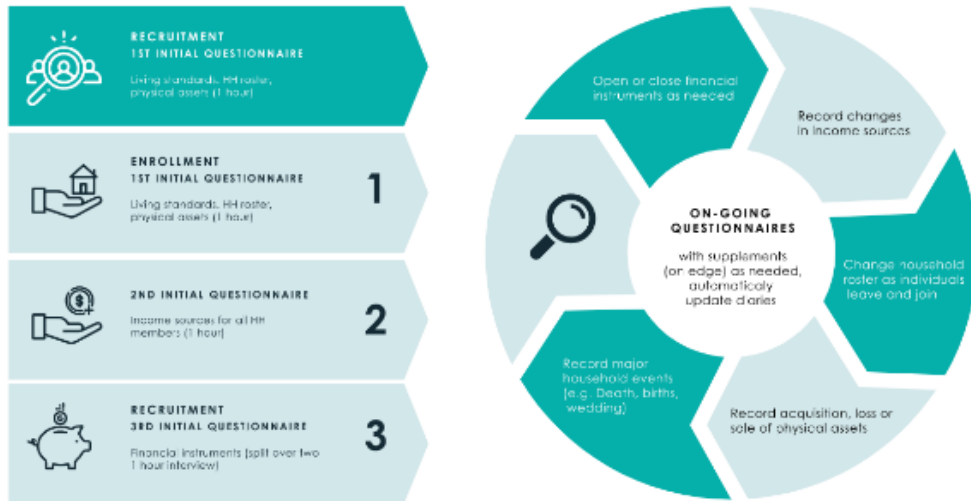 RECRUITMENT
1ST INITIAL QUESTIONNAIRE
Living standards, HH roster,
physical assets (1 hour)
ENROLLMENT
1ST INITIAL QUESTIONNAIRE
Living standards, HH roster,
physical assets (1 hour)
1
2ND INITIAL QUESTIONNAIRE
Income sources for all HH
members (1 hour)
2
RECRUITMENT
3RD INITIAL QUESTIONNAIRE
Financial instruments (split over two
1 hour interview)
3
Open or close financial
instruments as needed
Record changes
in income sources
Change household
roster as individuals
leave and join
Record acquisition, loss or
sale of physical assets
Record major
household events
(e.g. Death, births,
wedding)
ON-GOING
QUESTIONNAIRES
with supplements
(on edge) as needed,
automaticaly
update diaries